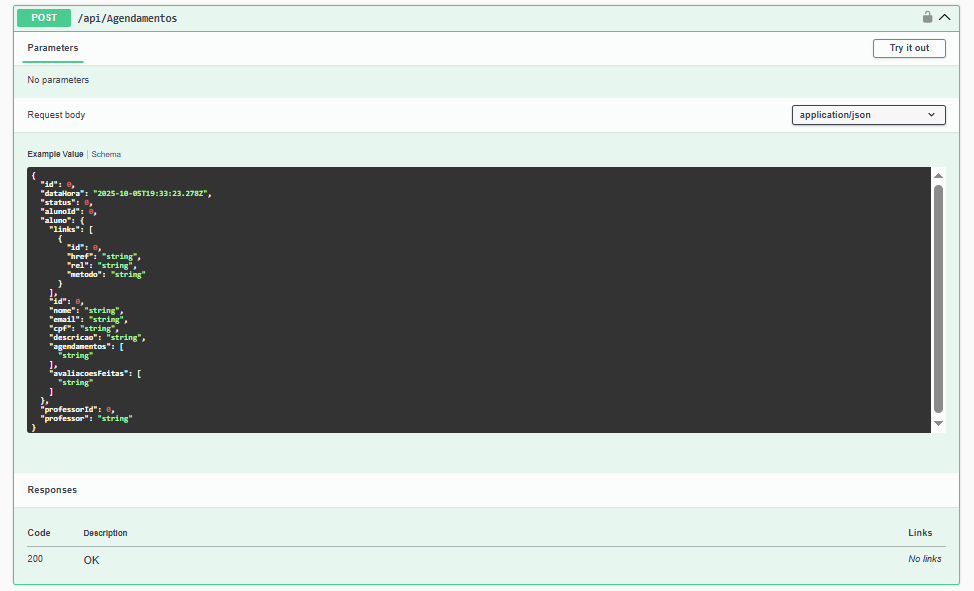 POST /api/Agendamentos
Parameters
Try it out
No parameters
Request body
application/json
Example Value | Schema
{
  "id": 0,
  "dataHora": "2025-10-05T19:33:23.278Z",
  "status": 0,
  "alunoId": 0,
  "aluno": {
    "links": [
      {
        "id": 0,
        "href": "string",
        "rel": "string",
        "metodo": "string"
      }
    ],
    "id": 0,
    "nome": "string",
    "email": "string",
    "cpf": "string",
    "descricao": "string",
    "agendamentos": [
      "string"
    ],
    "avaliacoesFeitas": [
      "string"
    ]
  },
  "professorId": 0,
  "professor": "string"
}
Responses
Code Description Links
200 OK No links